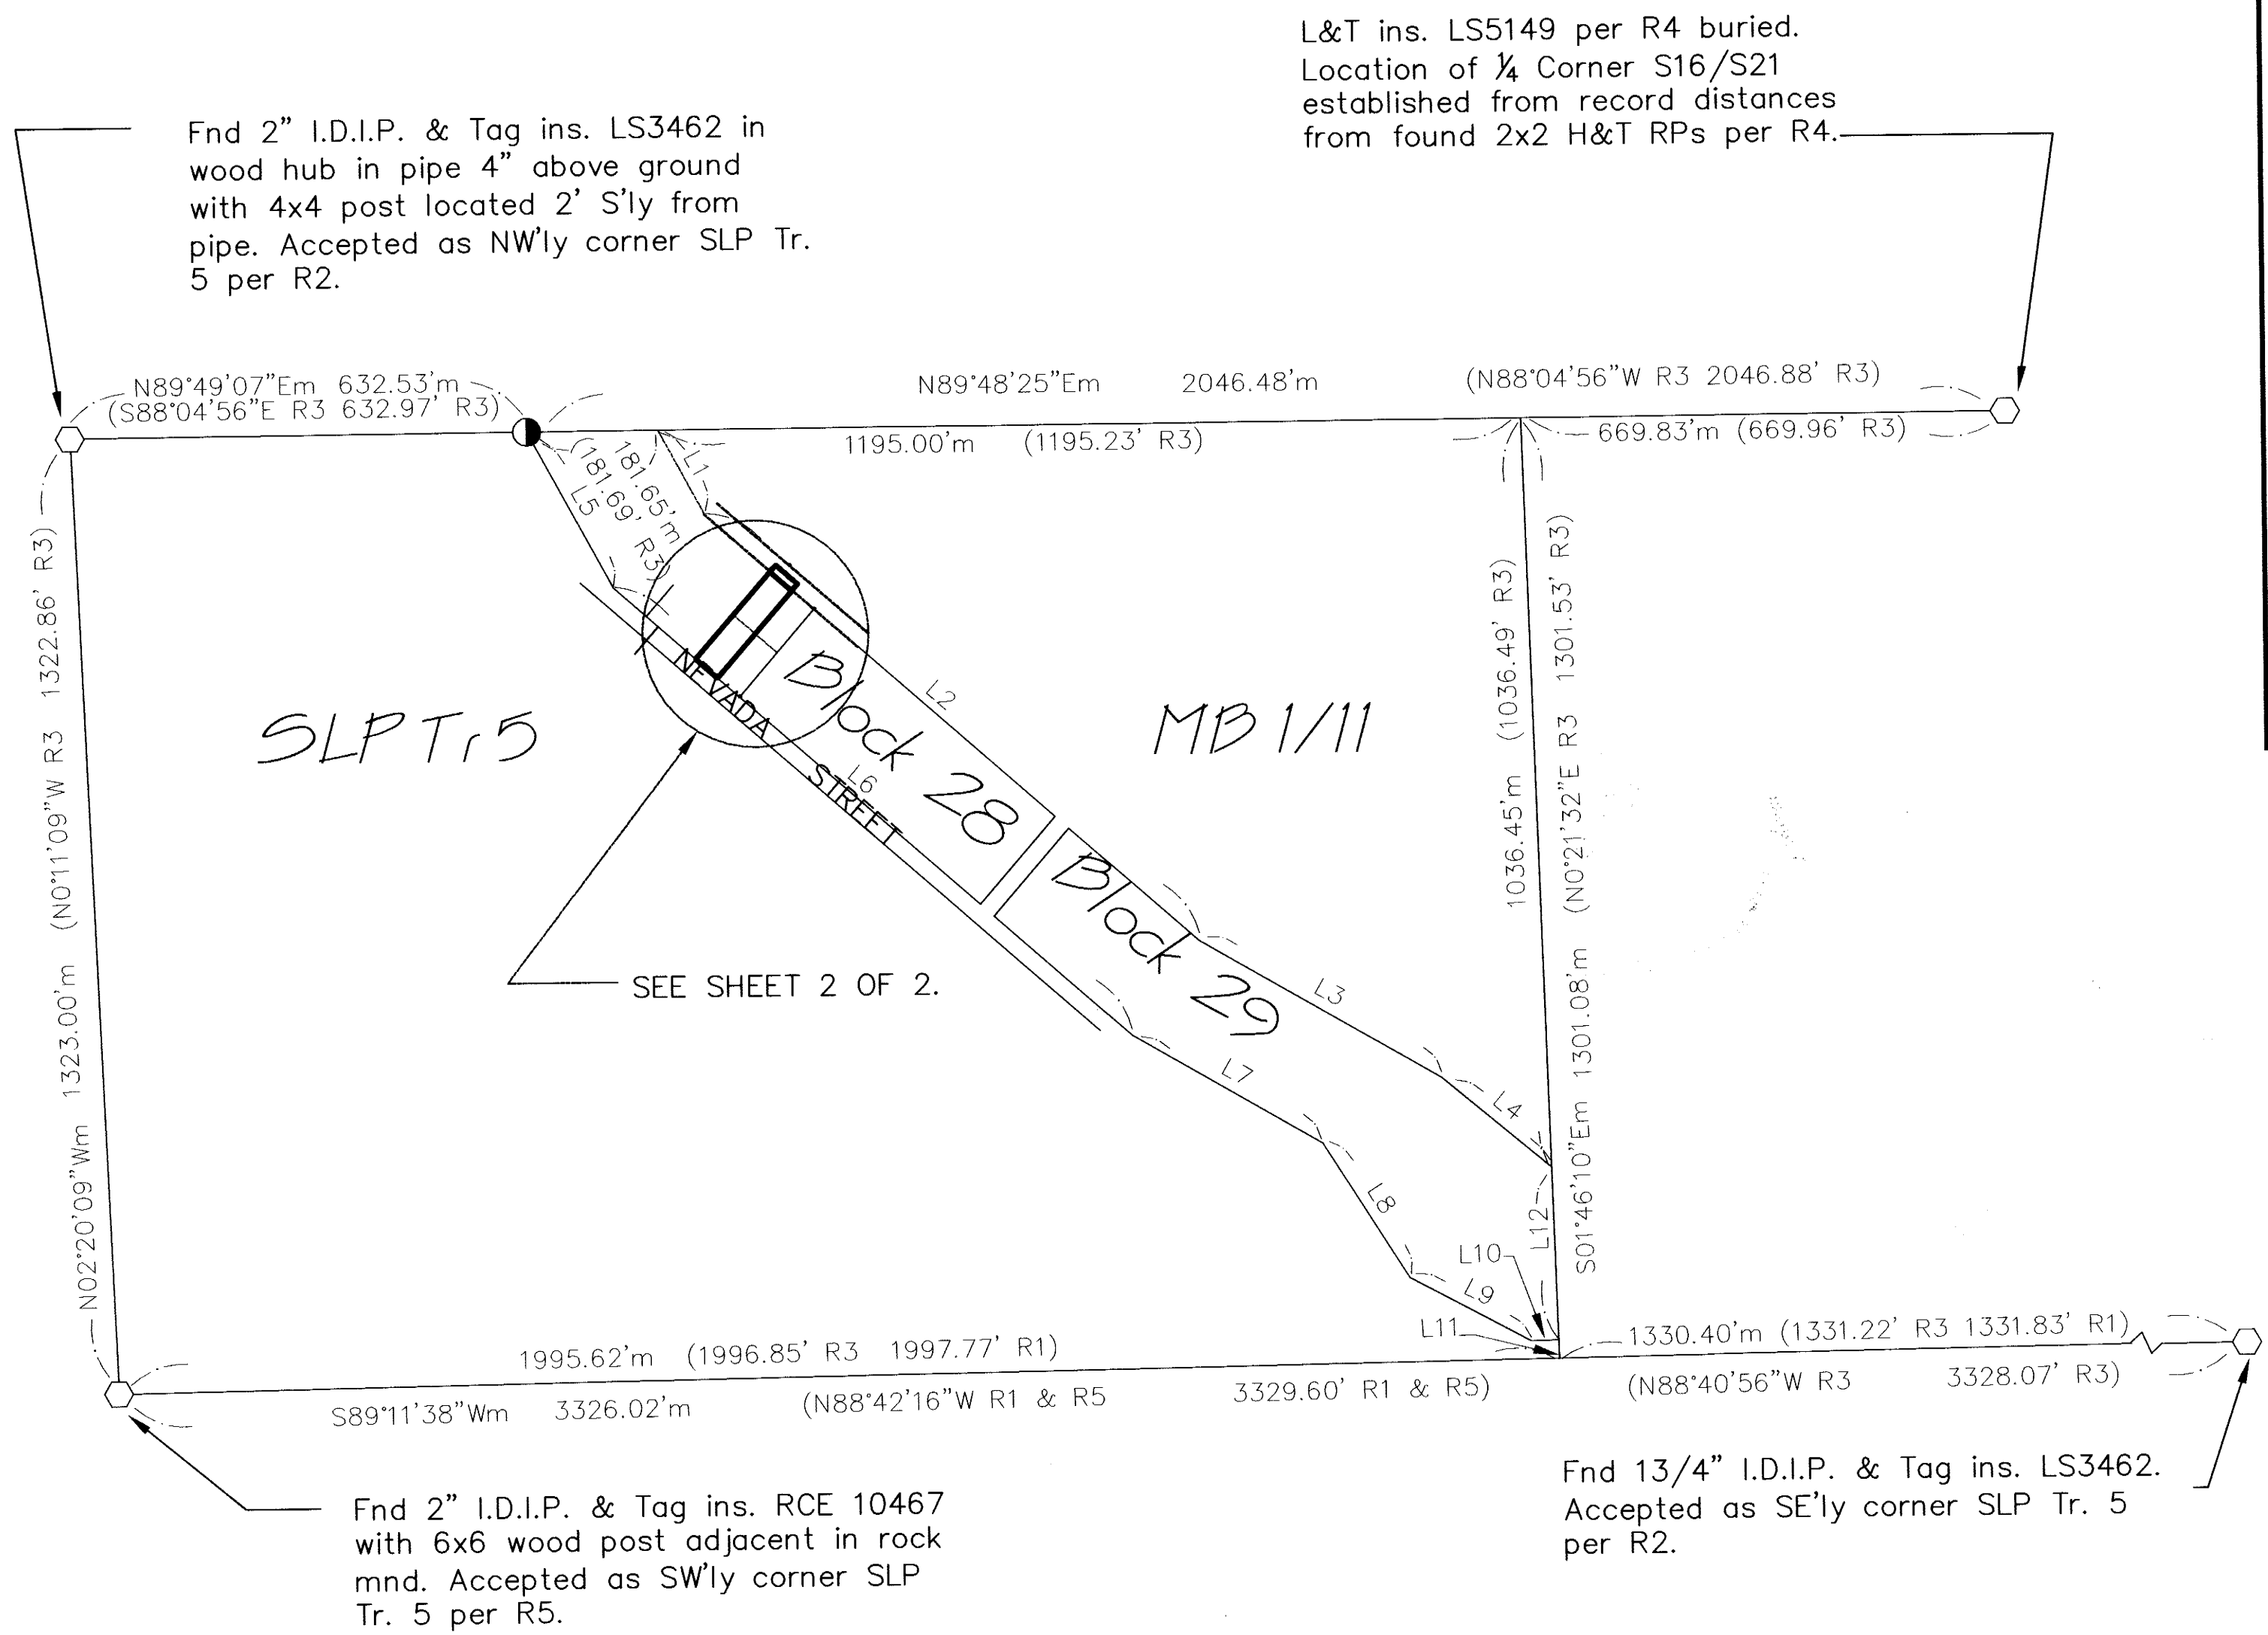 L&T ins. LS5149 per R4 buried.
Location of ¼ Corner S16/S21
established from record distances
from found 2x2 H&T RPs per R4.
Fnd 2" I.D.I.P. & Tag ins. LS3462 in
wood hub in pipe 4" above ground
with 4x4 post located 2' S'ly from
pipe. Accepted as NW'ly corner SLP Tr.
5 per R2.
N89°49'07"Em 632.53'm
(S88°04'56"E R3 632.97' R3)
N89°48'25"Em 2046.48'm (N88°04'56"W R3 2046.88' R3)
1195.00'm (1195.23' R3)
669.83'm (669.96' R3)
L1
181.65'm
(181.69' R3)
L5
N02°20'09"Wm 1323.00'm (N0°11'09"W R3 1322.86' R3)
SLP Tr 5
NEVADA
STREET
L6
Block 28
L2
MB 1/11
1036.45'm (1036.49' R3)
S01°46'10"Em 1301.08'm (N0°21'32"E R3 1301.53' R3)
SEE SHEET 2 OF 2.
Block 29
L3
L7
L4
L8
L12
L10
L9
L11
1995.62'm (1996.85' R3 1997.77' R1)
1330.40'm (1331.22' R3 1331.83' R1)
S89°11'38"Wm 3326.02'm (N88°42'16"W R1 & R5 3329.60' R1 & R5) (N88°40'56"W R3 3328.07' R3)
Fnd 2" I.D.I.P. & Tag ins. RCE 10467
with 6x6 wood post adjacent in rock
mnd. Accepted as SW'ly corner SLP
Tr. 5 per R5.
Fnd 13/4" I.D.I.P. & Tag ins. LS3462.
Accepted as SE'ly corner SLP Tr. 5
per R2.